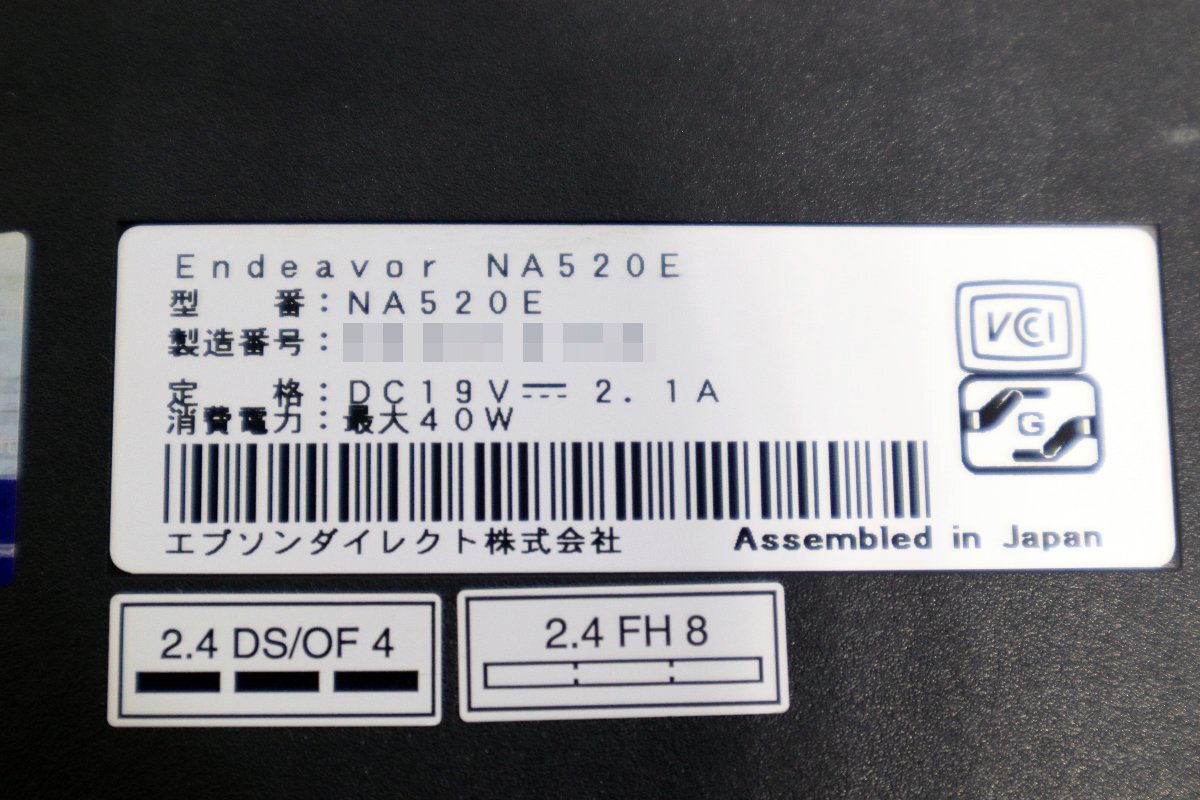 Endeavor NA520E
型 番：NA520E
製造番号：
定 格：DC19V 2.1A
消費電力：最大40W
エプソンダイレクト株式会社
Assembled in Japan
VCCI
G
2.4 DS/OF 4
2.4 FH 8